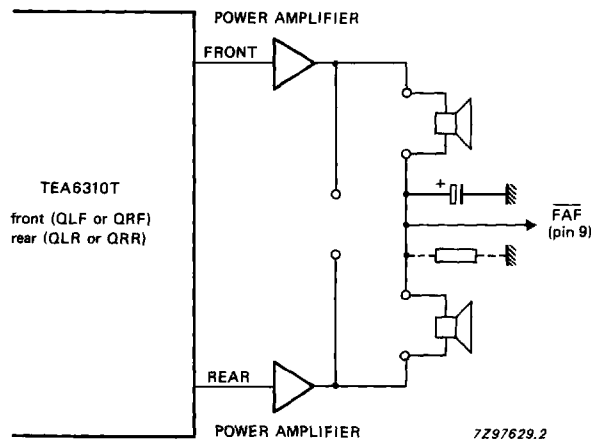 POWER AMPLIFIER
FRONT
TEA6310T
front (QLF or QRF)
rear (QLR or QRR)
+
FAF
(pin 9)
REAR
POWER AMPLIFIER
7Z97629.2